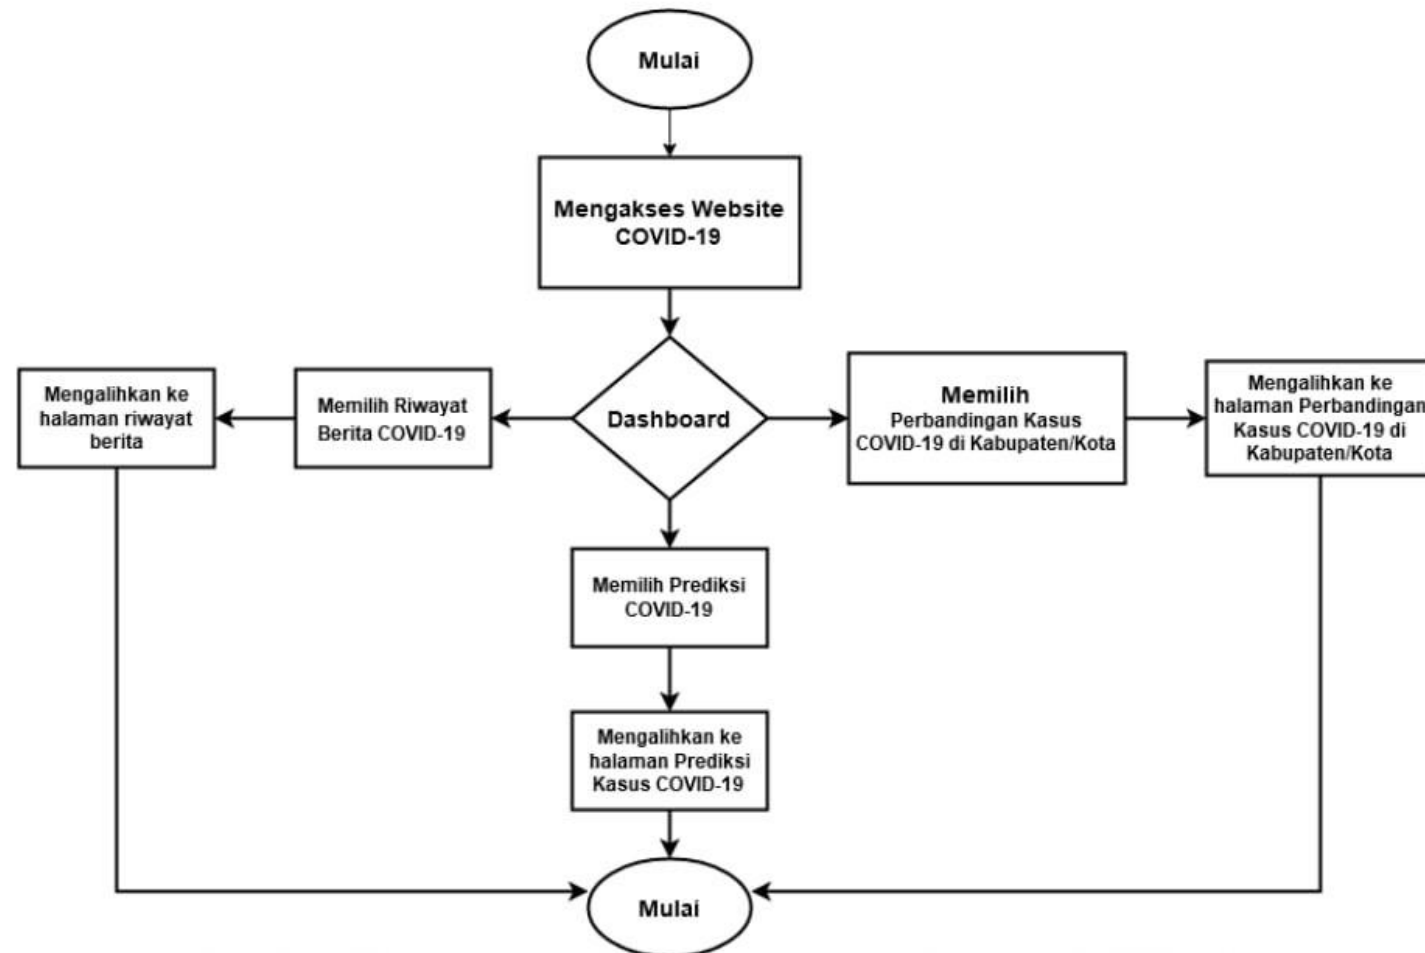 Mulai
Mengakses Website
COVID-19
Mengalihkan ke
halaman riwayat
berita
Memilih Riwayat
Berita COVID-19
Dashboard
Memilih
Perbandingan Kasus
COVID-19 di Kabupaten/Kota
Mengalihkan ke
halaman Perbandingan
Kasus COVID-19 di
Kabupaten/Kota
Memilih Prediksi
COVID-19
Mengalihkan ke
halaman Prediksi
Kasus COVID-19
Mulai